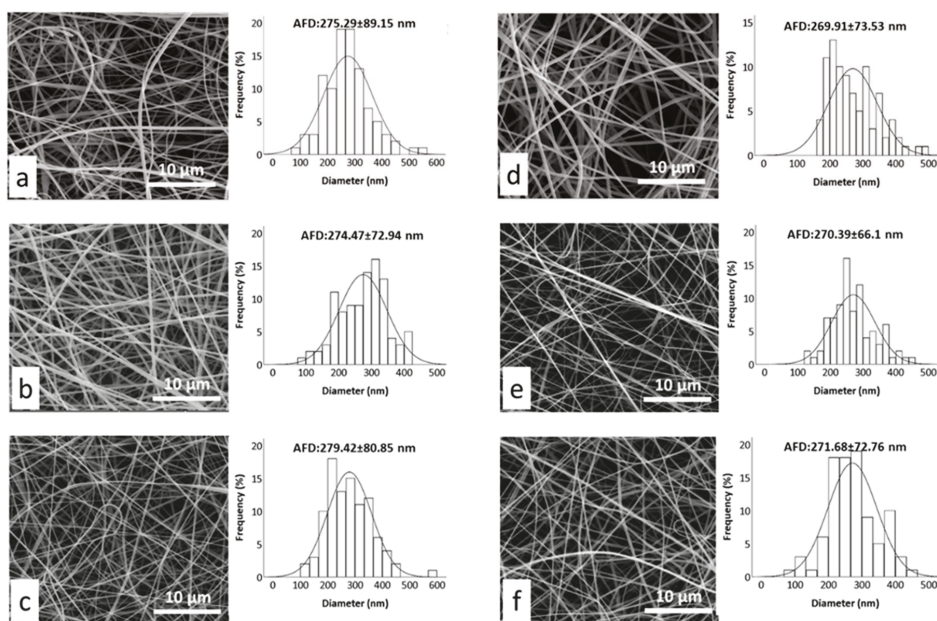 AFD:275.29±89.15 nm
20
15
10
5
0
Frequency (%)
0 100 200 300 400 500 600
Diameter (nm)
10 µm
a
AFD:269.91±73.53 nm
15
10
5
0
Frequency (%)
0 100 200 300 400 500
Diameter (nm)
10 µm
d
AFD:274.47±72.94 nm
20
15
10
5
0
Frequency (%)
0 100 200 300 400 500
Diameter (nm)
10 µm
b
AFD:270.39±66.1 nm
20
15
10
5
0
Frequency (%)
0 100 200 300 400 500
Diameter (nm)
10 µm
e
AFD:279.42±80.85 nm
20
15
10
5
0
Frequency (%)
0 100 200 300 400 500 600
Diameter (nm)
10 µm
c
AFD:271.68±72.76 nm
20
15
10
5
0
Frequency (%)
0 100 200 300 400 500
Diameter (nm)
10 µm
f